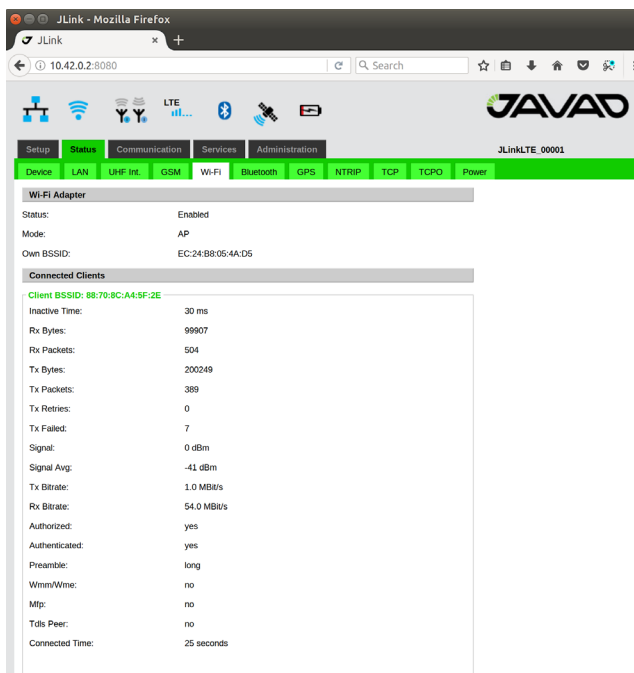 JLink - Mozilla Firefox
JLink × +
10.42.0.2:8080 Search
LTE
JAVAD
Setup Status Communication Services Administration JLinkLTE_00001
Device LAN UHF Int. GSM Wi-Fi Bluetooth GPS NTRIP TCP TCPO Power
Wi-Fi Adapter
Status: Enabled
Mode: AP
Own BSSID: EC:24:B8:05:4A:D5
Connected Clients
Client BSSID: 88:70:8C:A4:5F:2E
Inactive Time: 30 ms
Rx Bytes: 99907
Rx Packets: 504
Tx Bytes: 200249
Tx Packets: 389
Tx Retries: 0
Tx Failed: 7
Signal: 0 dBm
Signal Avg: -41 dBm
Tx Bitrate: 1.0 MBit/s
Rx Bitrate: 54.0 MBit/s
Authorized: yes
Authenticated: yes
Preamble: long
Wmm/Wme: no
Mfp: no
Tdls Peer: no
Connected Time: 25 seconds